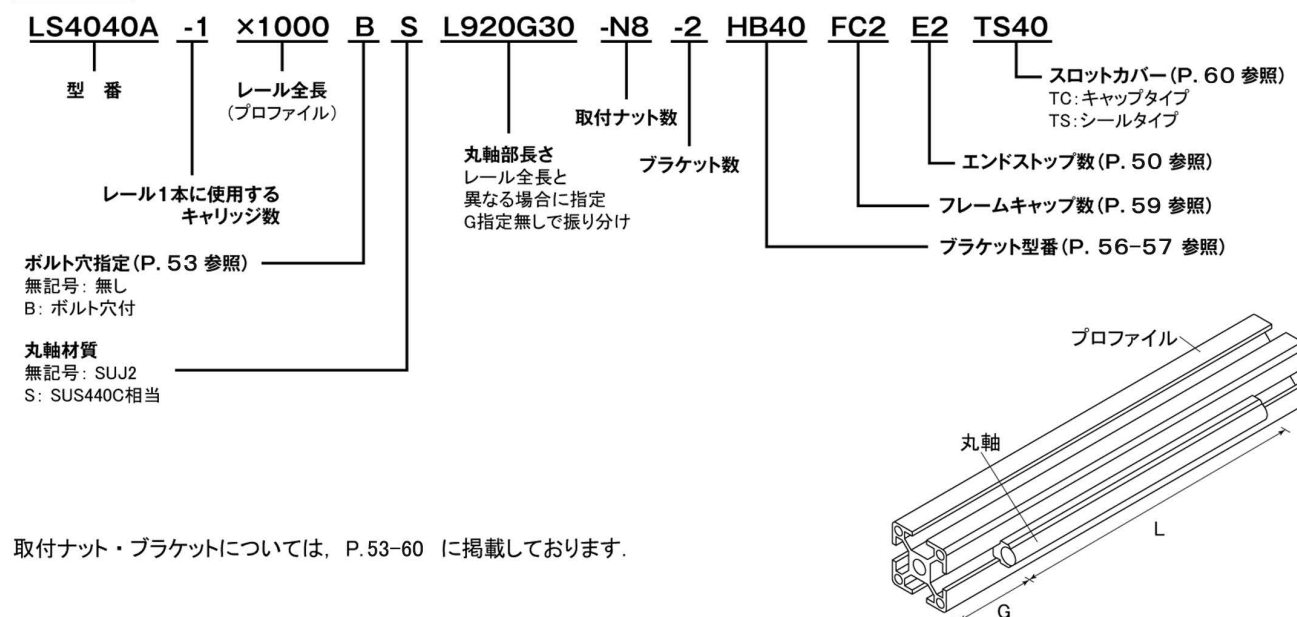 LS4040A -1 ×1000 B S L920G30 -N8 -2 HB40 FC2 E2 TS40
型 番
レール全長
(プロファイル)
レール1本に使用する
キャリッジ数
ボルト穴指定(P. 53 参照)
無記号: 無し
B: ボルト穴付
丸軸材質
無記号: SUJ2
S: SUS440C相当
丸軸部長さ
レール全長と
異なる場合に指定
G指定無しで振り分け
取付ナット数
ブラケット数
スロットカバー(P. 60 参照)
TC:キャップタイプ
TS:シールタイプ
エンドストップ数(P. 50 参照)
フレームキャップ数(P. 59 参照)
ブラケット型番(P. 56-57 参照)
プロファイル
丸軸
L
G
取付ナット・ブラケットについては, P.53-60 に掲載しております.